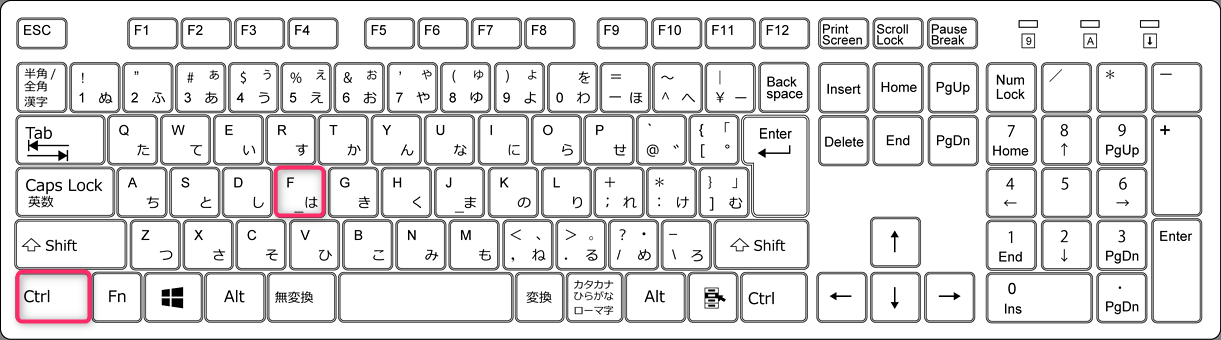 ESC F1 F2 F3 F4 F5 F6 F7 F8 F9 F10 F11 F12 Print Screen Scroll Lock Pause Break 9 A ↓
半角/ 全角 漢字
! 1 ぬ
" 2 ふ
# ぁ 3 あ
$ ぅ 4 う
% ぇ 5 え
& ぉ 6 お
' ゃ 7 や
( ゅ 8 ゆ
) ょ 9 よ
を 0 わ
= ー ほ
～ ^ へ
| ¥ ー
Back space
Insert Home PgUp
Num Lock ／ * －
Tab
Q た
W て
E い
R す
T か
Y ん
U な
I に
O ら
P せ
` @ ゛
{ 「 [ °
Enter
Delete End PgDn
7 Home
8 ↑
9 PgUp
+
Caps Lock 英数
A ち
S と
D し
F _は
G き
H く
J _ま
K の
L り
+ ; れ
* : け
} 」 ] む
4 ←
5
6 →
Shift
Z つ
X さ
C そ
V ひ
B こ
N み
M も
< 、 , ね
> 。 . る
? ・ / め
_ \ ろ
Shift
↑
1 End
2 ↓
3 PgDn
Enter
Ctrl Fn Alt 無変換 変換
カタカナ
ひらがな
ローマ字
Alt Ctrl
← ↓ →
0 Ins
. PgDn